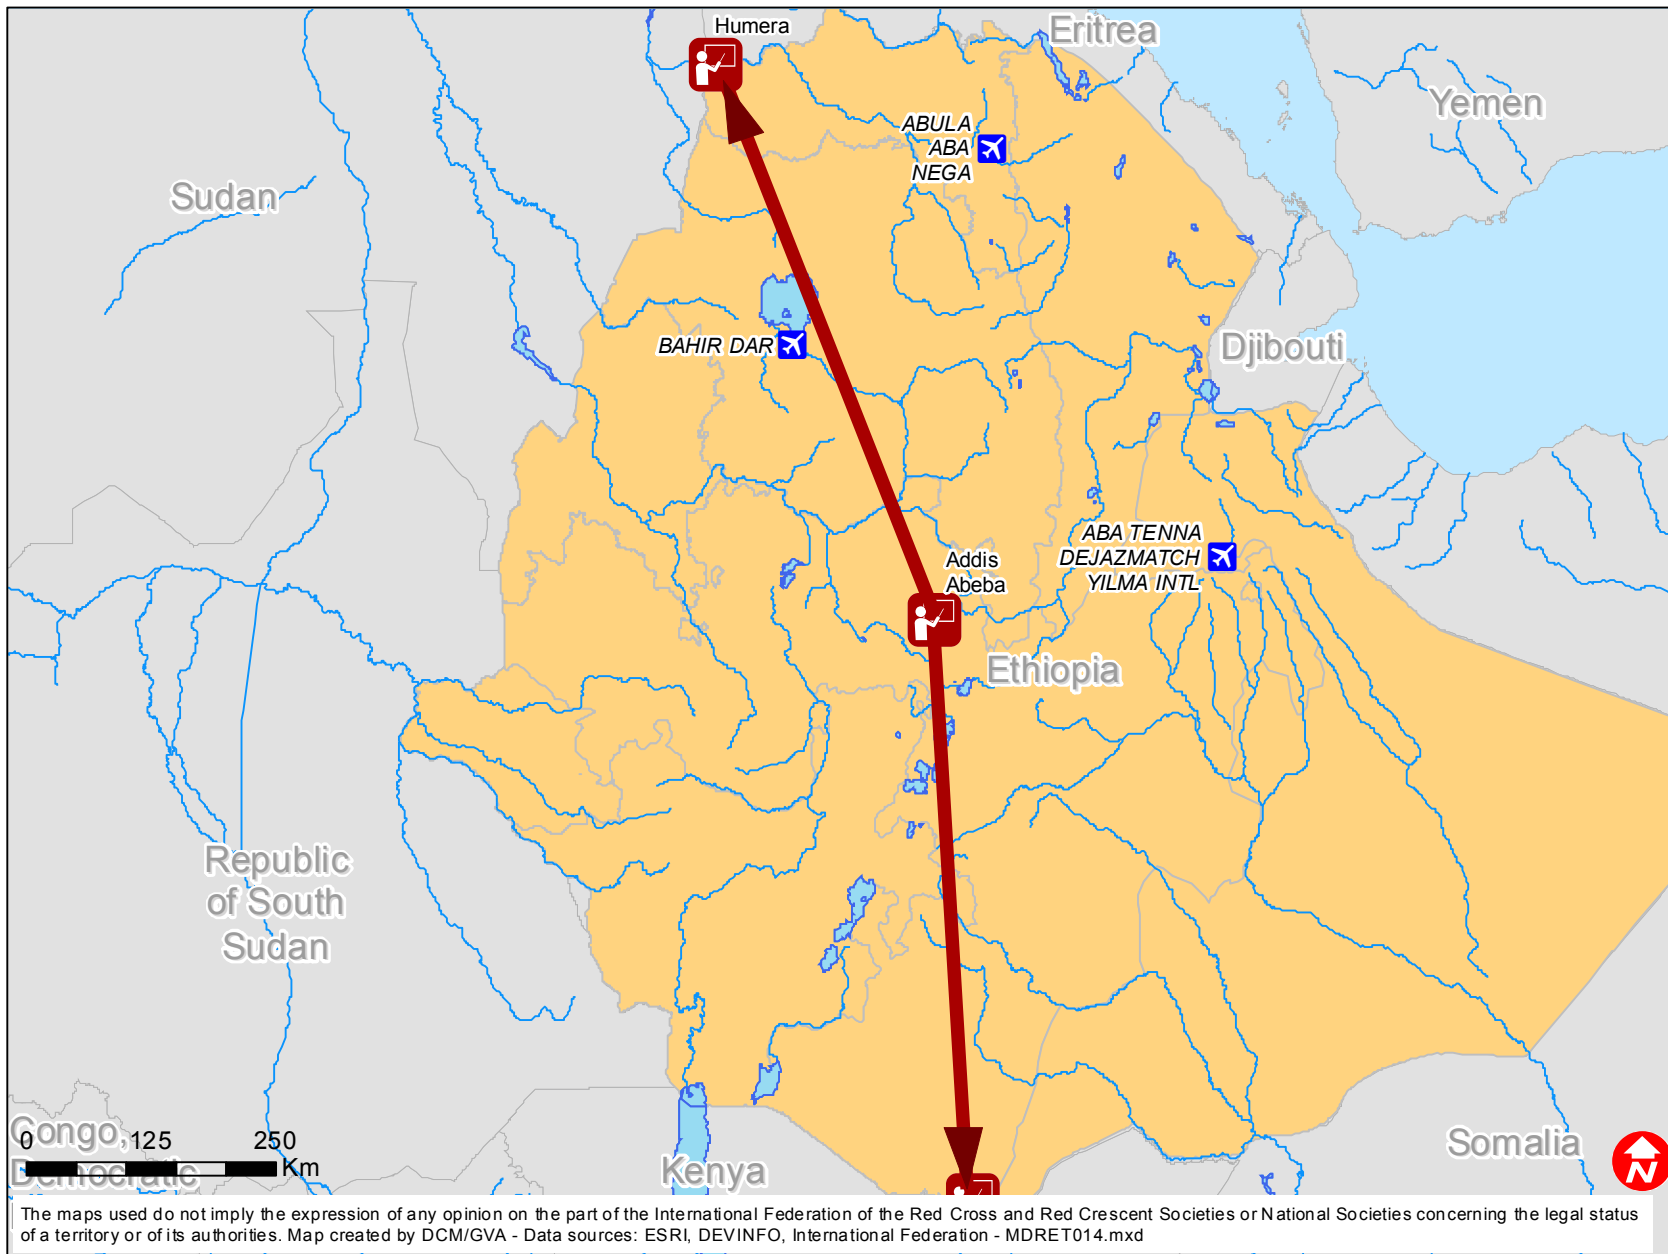 Humera
Eritrea
Yemen
ABULA
ABA
NEGA
Sudan
BAHIR DAR
Djibouti
ABA TENNA
DEJAZMATCH
YILMA INTL
Addis
Abeba
Ethiopia
Republic
of South
Sudan
Congo,
Democratic
0 125 250
Km
Kenya
Somalia
N
The maps used do not imply the expression of any opinion on the part of the International Federation of the Red Cross and Red Crescent Societies or National Societies concerning the legal status
of a territory or of its authorities. Map created by DCM/GVA - Data sources: ESRI, DEVINFO, International Federation - MDRET014.mxd